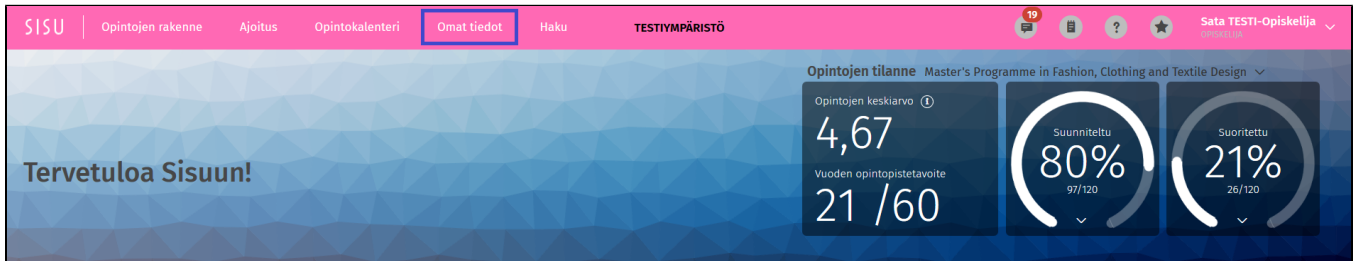 SISU Opintojen rakenne Ajoitus Opintokalenteri Omat tiedot Haku TESTIYMPÄRISTÖ 19 ? Sata TESTI-Opiskelija
OPISKELIJA
Opintojen tilanne Master's Programme in Fashion, Clothing and Textile Design
Opintojen keskiarvo i
4,67
Vuoden opintopistetavoite
21 /60
Suunniteltu
80%
97/120
Suoritettu
21%
26/120
Tervetuloa Sisuun!